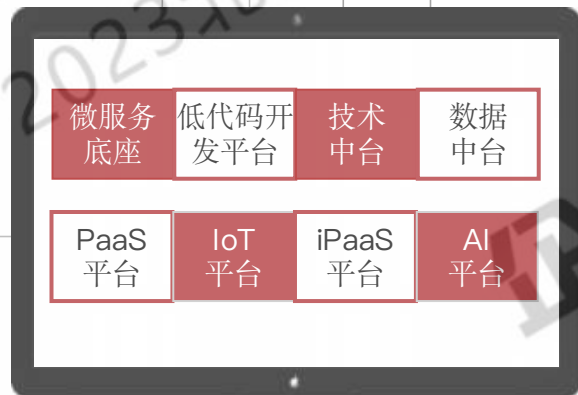 2023
微服务 低代码开 技术 数据
底座 发平台 中台 中台
PaaS IoT iPaaS AI
平台 平台 平台 平台